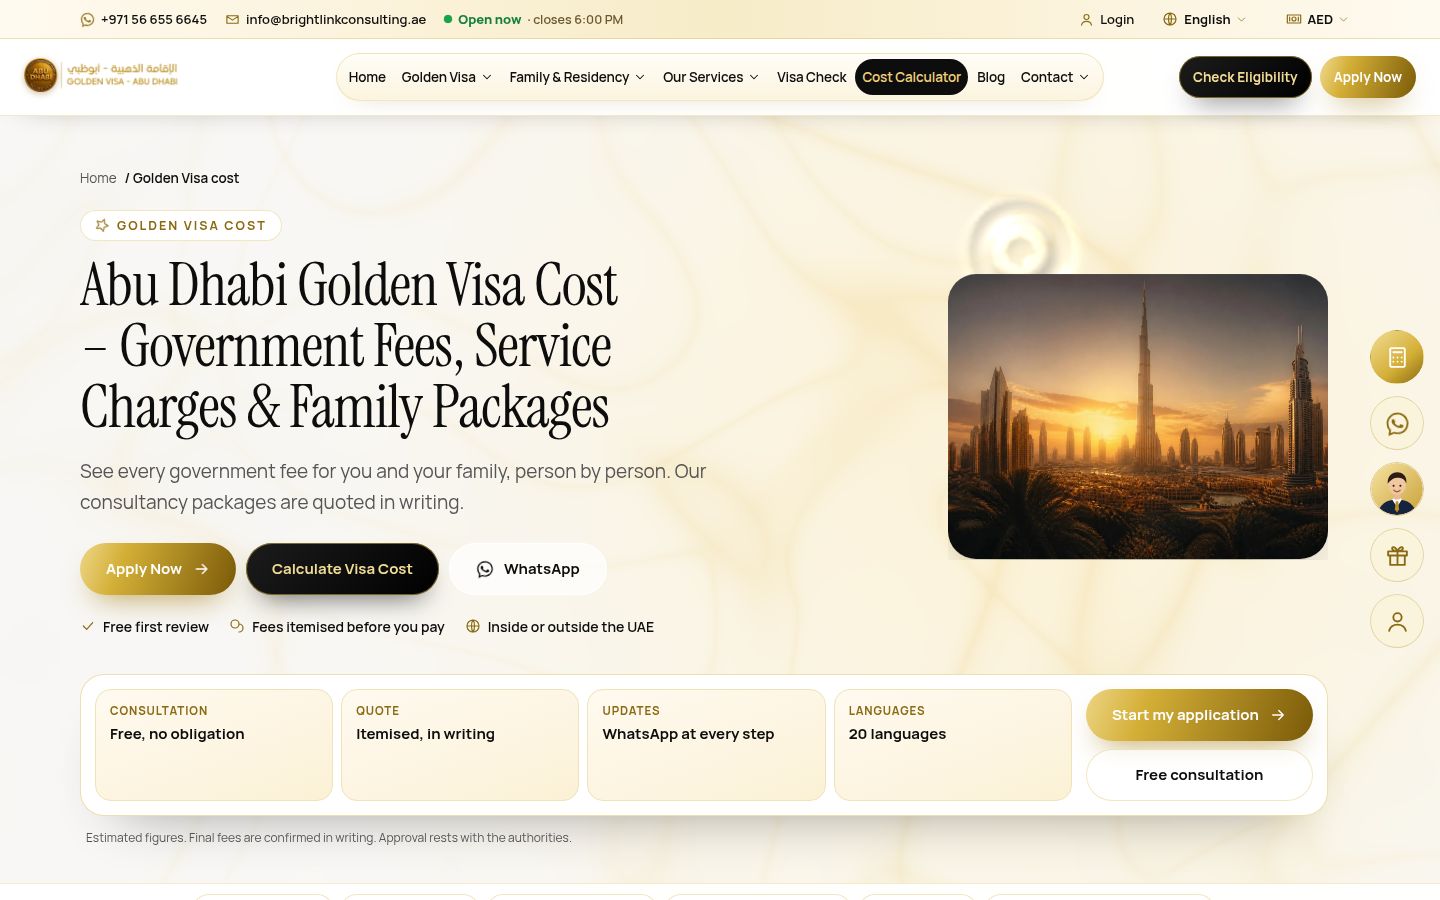 +971 56 655 6645
info@brightlinkconsulting.ae
Open now · closes 6:00 PM
Login
English
AED
ABU DHABI
الإقامة الذهبية - أبوظبي
GOLDEN VISA - ABU DHABI
Home
Golden Visa
Family & Residency
Our Services
Visa Check
Cost Calculator
Blog
Contact
Check Eligibility
Apply Now
Home / Golden Visa cost
GOLDEN VISA COST
Abu Dhabi Golden Visa Cost
– Government Fees, Service
Charges & Family Packages
See every government fee for you and your family, person by person. Our
consultancy packages are quoted in writing.
Apply Now
Calculate Visa Cost
WhatsApp
Free first review
Fees itemised before you pay
Inside or outside the UAE
CONSULTATION
Free, no obligation
QUOTE
Itemised, in writing
UPDATES
WhatsApp at every step
LANGUAGES
20 languages
Start my application
Free consultation
Estimated figures. Final fees are confirmed in writing. Approval rests with the authorities.